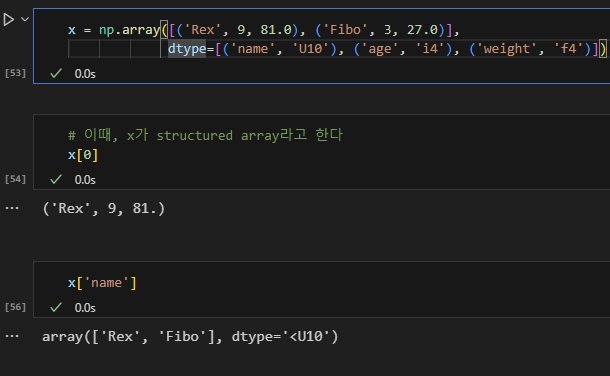 x = np.array([('Rex', 9, 81.0), ('Fibo', 3, 27.0)],
dtype=[('name', 'U10'), ('age', 'i4'), ('weight', 'f4')])
[53] 0.0s
# 이때, x가 structured array라고 한다
x[0]
[54] 0.0s
('Rex', 9, 81.)
x['name']
[56] 0.0s
array(['Rex', 'Fibo'], dtype='<U10')